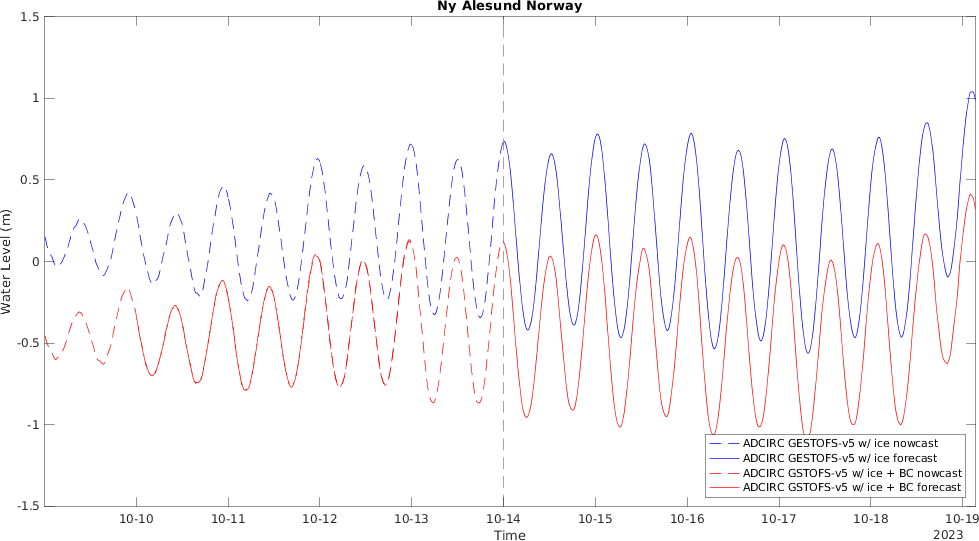 Ny Alesund Norway
1.5
1
0.5
0
-0.5
-1
-1.5
Water Level (m)
10-10 10-11 10-12 10-13 10-14 10-15 10-16 10-17 10-18 10-19
Time
2023
ADCIRC GESTOFS-v5 w/ ice nowcast
ADCIRC GESTOFS-v5 w/ ice forecast
ADCIRC GSTOFS-v5 w/ ice + BC nowcast
ADCIRC GSTOFS-v5 w/ ice + BC forecast